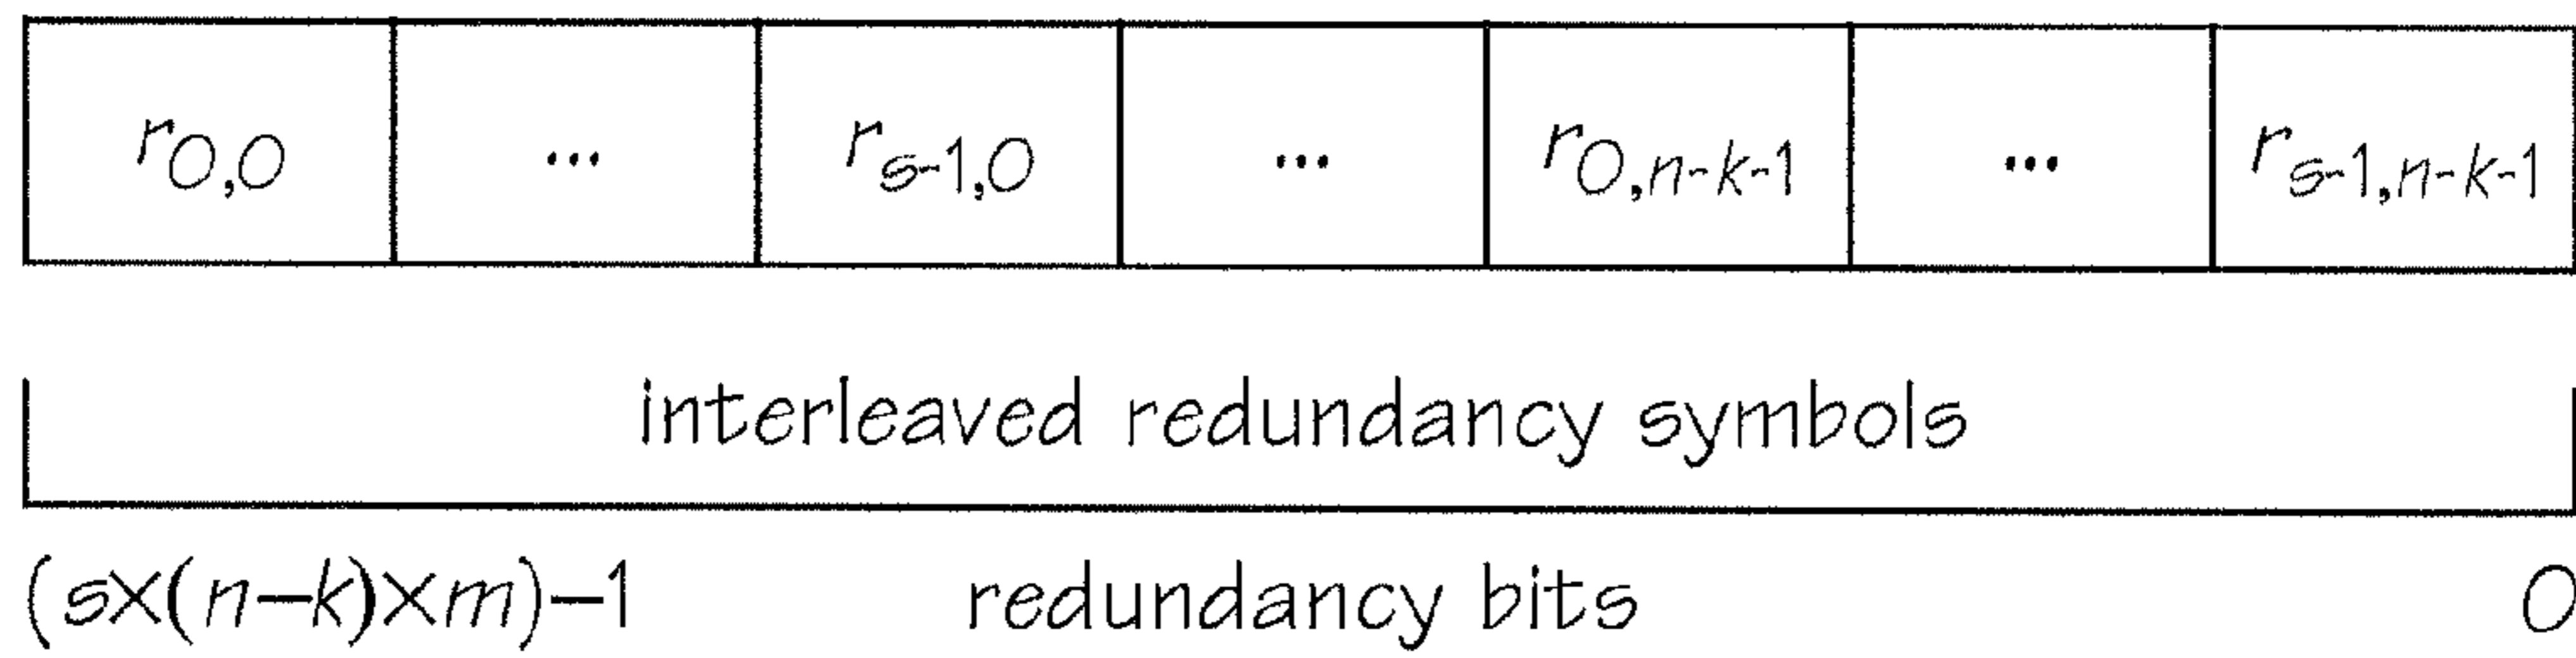 r0,0 ... rs-1,0 ... r0,n-k-1 ... rs-1,n-k-1
interleaved redundancy symbols
(s×(n−k)×m)−1 redundancy bits 0